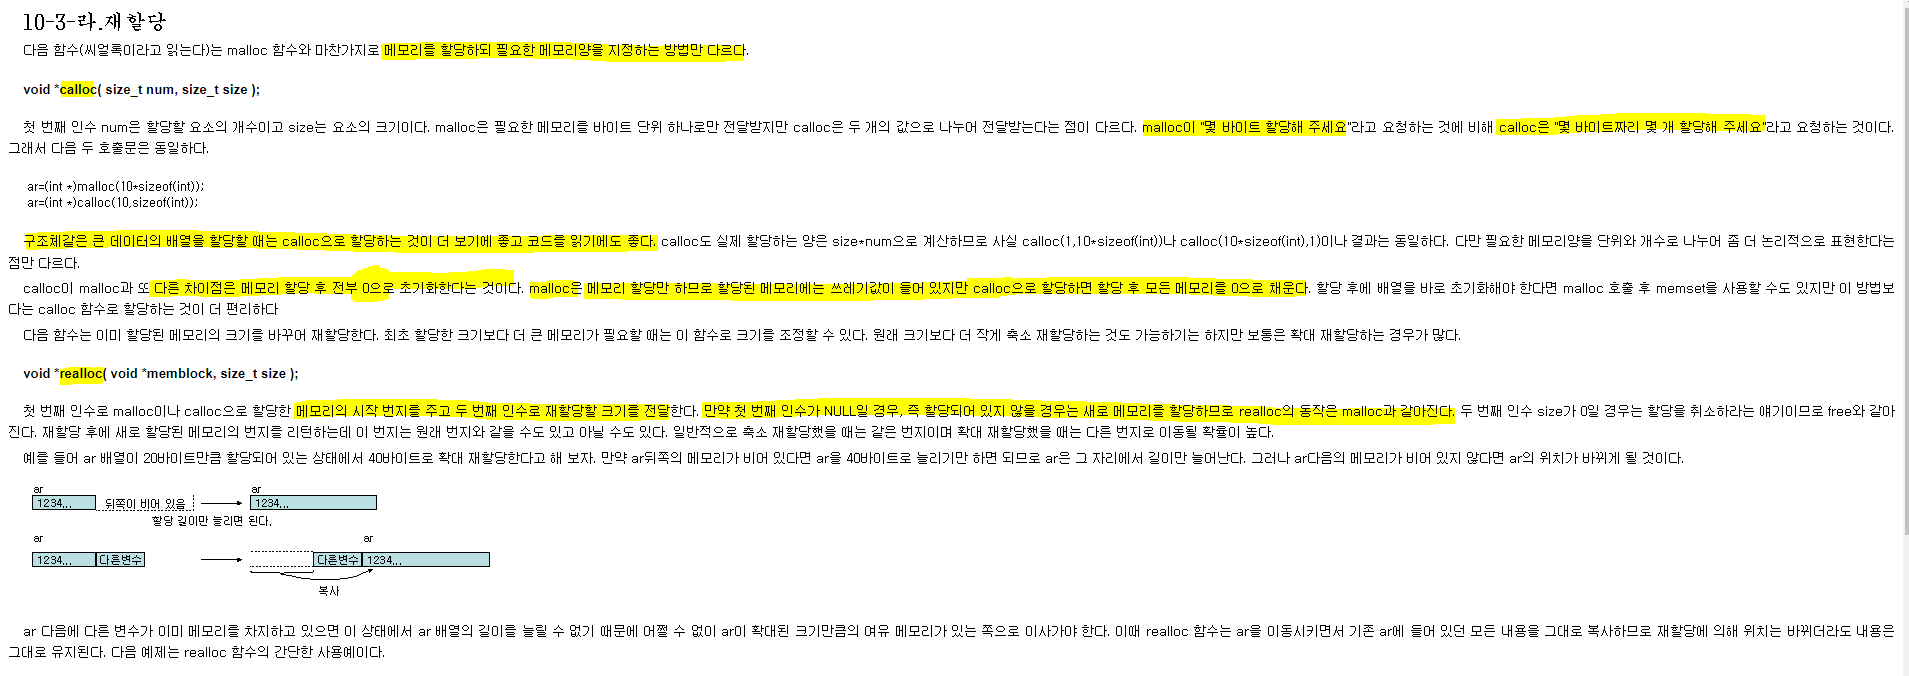 10-3-라.재할당
다음 함수(씨얼록이라고 읽는다)는 malloc 함수와 마찬가지로 메모리를 할당하되 필요한 메모리양을 지정하는 방법만 다르다.
void *calloc( size_t num, size_t size );
첫 번째 인수 num은 할당할 요소의 개수이고 size는 요소의 크기이다. malloc은 필요한 메모리를 바이트 단위 하나로만 전달받지만 calloc은 두 개의 값으로 나누어 전달받는다는 점이 다르다. malloc이 "몇 바이트 할당해 주세요"라고 요청하는 것에 비해 calloc은 "몇 바이트짜리 몇 개 할당해 주세요"라고 요청하는 것이다.
그래서 다음 두 호출문은 동일하다.
ar=(int *)malloc(10*sizeof(int));
ar=(int *)calloc(10,sizeof(int));
구조체같은 큰 데이터의 배열을 할당할 때는 calloc으로 할당하는 것이 더 보기에 좋고 코드를 읽기에도 좋다. calloc도 실제 할당하는 양은 size*num으로 계산하므로 사실 calloc(1,10*sizeof(int))나 calloc(10*sizeof(int),1)이나 결과는 동일하다. 다만 필요한 메모리양을 단위와 개수로 나누어 좀 더 논리적으로 표현한다는
점만 다르다.
calloc이 malloc과 또 다른 차이점은 메모리 할당 후 전부 0으로 초기화한다는 것이다. malloc은 메모리 할당만 하므로 할당된 메모리에는 쓰레기값이 들어 있지만 calloc으로 할당하면 할당 후 모든 메모리를 0으로 채운다. 할당 후에 배열을 바로 초기화해야 한다면 malloc 호출 후 memset을 사용할 수도 있지만 이 방법보
다는 calloc 함수로 할당하는 것이 더 편리하다
다음 함수는 이미 할당된 메모리의 크기를 바꾸어 재할당한다. 최초 할당한 크기보다 더 큰 메모리가 필요할 때는 이 함수로 크기를 조정할 수 있다. 원래 크기보다 더 작게 축소 재할당하는 것도 가능하기는 하지만 보통은 확대 재할당하는 경우가 많다.
void *realloc( void *memblock, size_t size );
첫 번째 인수로 malloc이나 calloc으로 할당한 메모리의 시작 번지를 주고 두 번째 인수로 재할당할 크기를 전달한다. 만약 첫 번째 인수가 NULL일 경우, 즉 할당되어 있지 않을 경우는 새로 메모리를 할당하므로 realloc의 동작은 malloc과 같아진다. 두 번째 인수 size가 0일 경우는 할당을 취소하라는 얘기이므로 free와 같아
진다. 재할당 후에 새로 할당된 메모리의 번지를 리턴하는데 이 번지는 원래 번지와 같을 수도 있고 아닐 수도 있다. 일반적으로 축소 재할당했을 때는 같은 번지이며 확대 재할당했을 때는 다른 번지로 이동될 확률이 높다.
예를 들어 ar 배열이 20바이트만큼 할당되어 있는 상태에서 40바이트로 확대 재할당한다고 해 보자. 만약 ar뒤쪽의 메모리가 비어 있다면 ar을 40바이트로 늘리기만 하면 되므로 ar은 그 자리에서 길이만 늘어난다. 그러나 ar다음의 메모리가 비어 있지 않다면 ar의 위치가 바뀌게 될 것이다.
ar ar
1234... 뒤쪽이 비어 있음 1234...
할당 길이만 늘리면 된다.
ar ar
1234... 다른변수 다른변수 1234...
복사
ar 다음에 다른 변수가 이미 메모리를 차지하고 있으면 이 상태에서 ar 배열의 길이를 늘릴 수 없기 때문에 어쩔 수 없이 ar이 확대된 크기만큼의 여유 메모리가 있는 쪽으로 이사가야 한다. 이때 realloc 함수는 ar을 이동시키면서 기존 ar에 들어 있던 모든 내용을 그대로 복사하므로 재할당에 의해 위치는 바뀌더라도 내용은
그대로 유지된다. 다음 예제는 realloc 함수의 간단한 사용예이다.